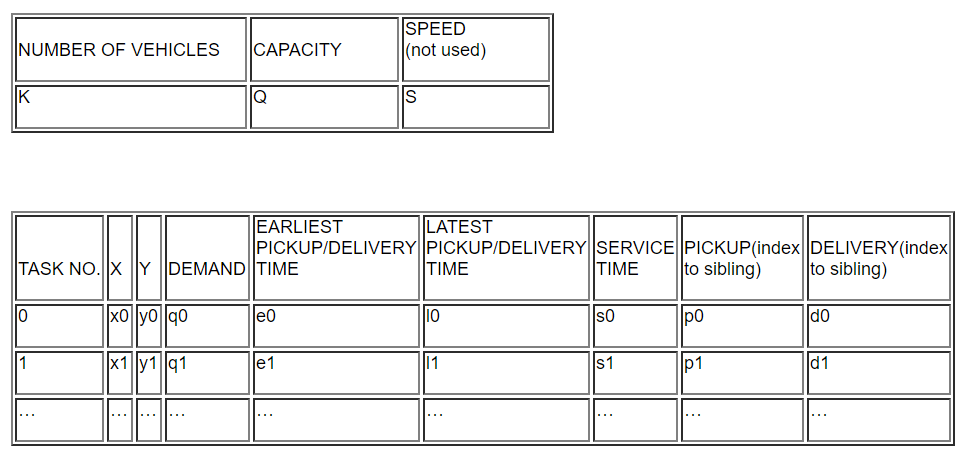 NUMBER OF VEHICLES CAPACITY SPEED
(not used)
K Q S
TASK NO. X Y DEMAND EARLIEST PICKUP/DELIVERY TIME LATEST PICKUP/DELIVERY TIME SERVICE TIME PICKUP(index to sibling) DELIVERY(index to sibling)
0 x0 y0 q0 e0 l0 s0 p0 d0
1 x1 y1 q1 e1 l1 s1 p1 d1
... ... ... ... ... ... ... ... ...